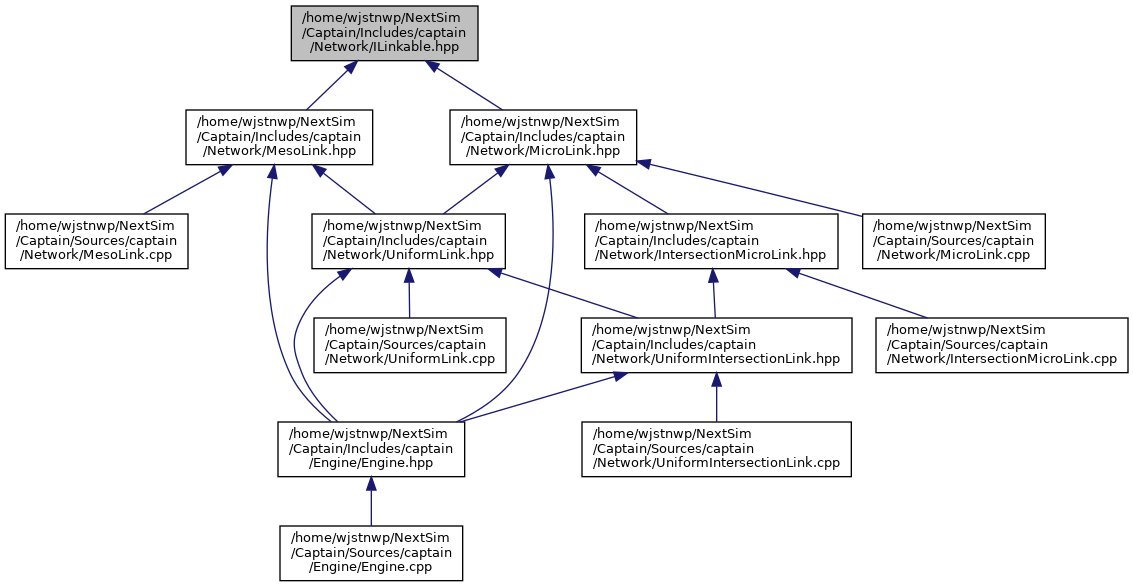 /home/wjstnwp/NextSim
/Captain/Includes/captain
/Network/ILinkable.hpp
/home/wjstnwp/NextSim
/Captain/Includes/captain
/Network/MesoLink.hpp
/home/wjstnwp/NextSim
/Captain/Includes/captain
/Network/MicroLink.hpp
/home/wjstnwp/NextSim
/Captain/Sources/captain
/Network/MesoLink.cpp
/home/wjstnwp/NextSim
/Captain/Includes/captain
/Network/UniformLink.hpp
/home/wjstnwp/NextSim
/Captain/Includes/captain
/Network/IntersectionMicroLink.hpp
/home/wjstnwp/NextSim
/Captain/Sources/captain
/Network/MicroLink.cpp
/home/wjstnwp/NextSim
/Captain/Sources/captain
/Network/UniformLink.cpp
/home/wjstnwp/NextSim
/Captain/Includes/captain
/Network/UniformIntersectionLink.hpp
/home/wjstnwp/NextSim
/Captain/Sources/captain
/Network/IntersectionMicroLink.cpp
/home/wjstnwp/NextSim
/Captain/Includes/captain
/Engine/Engine.hpp
/home/wjstnwp/NextSim
/Captain/Sources/captain
/Network/UniformIntersectionLink.cpp
/home/wjstnwp/NextSim
/Captain/Sources/captain
/Engine/Engine.cpp